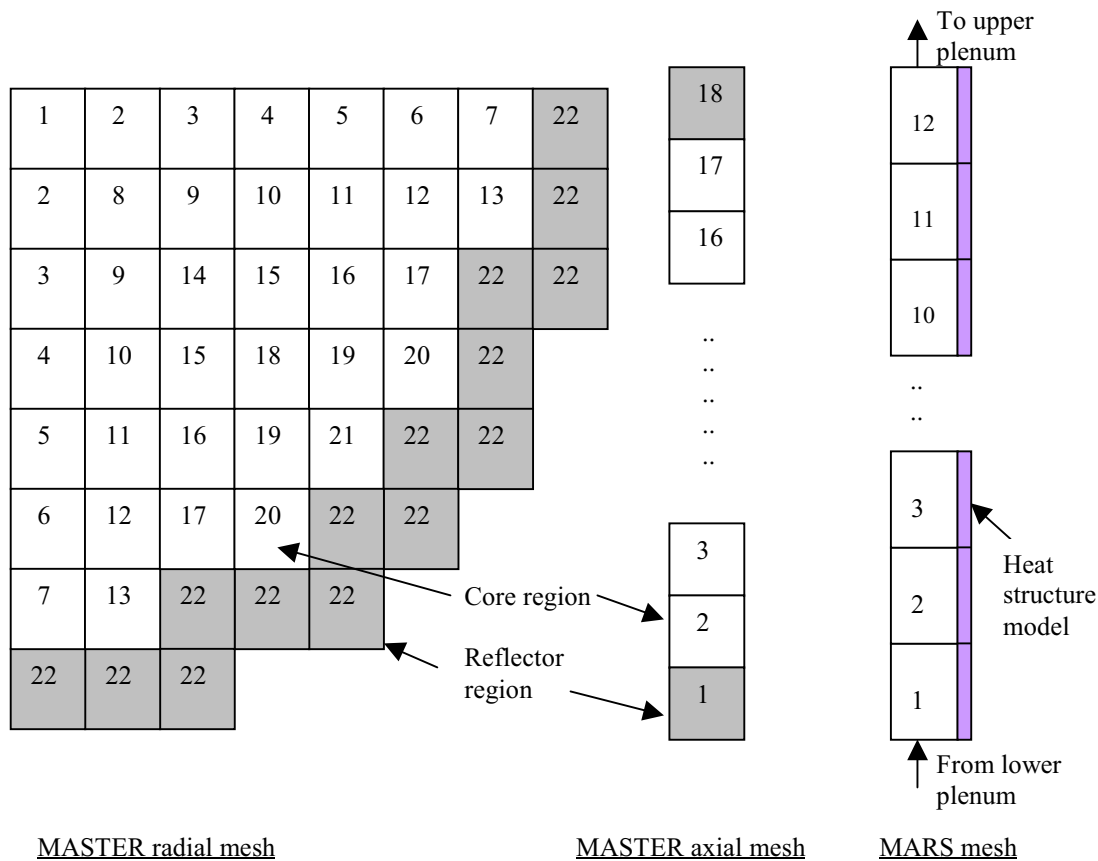 To upper
plenum
1 2 3 4 5 6 7 22
2 8 9 10 11 12 13 22
3 9 14 15 16 17 22 22
4 10 15 18 19 20 22
5 11 16 19 21 22 22
6 12 17 20 22 22
7 13 22 22 22
22 22 22
18
17
16
..
..
..
..
..
3
2
1
12
11
10
..
..
3
2
1
Core region
Reflector
region
Heat
structure
model
From lower
plenum
MASTER radial mesh
MASTER axial mesh
MARS mesh